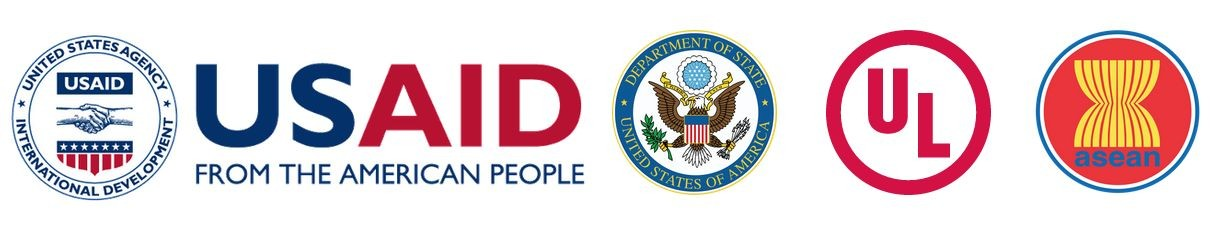 UNITED STATES AGENCY
USAID
INTERNATIONAL DEVELOPMENT
USAID
FROM THE AMERICAN PEOPLE
DEPARTMENT OF STATE
UNITED STATES OF AMERICA
UL
asean